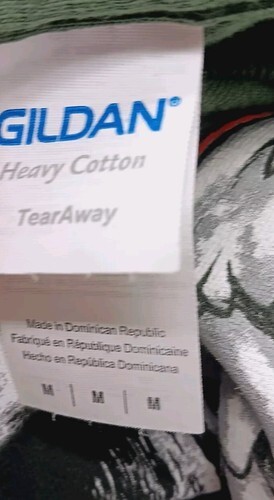 GILDAN®
Heavy Cotton
TearAway
Made in Dominican Republic
Fabriqué en République Dominicaine
Hecho en República Dominicana
M | M | M